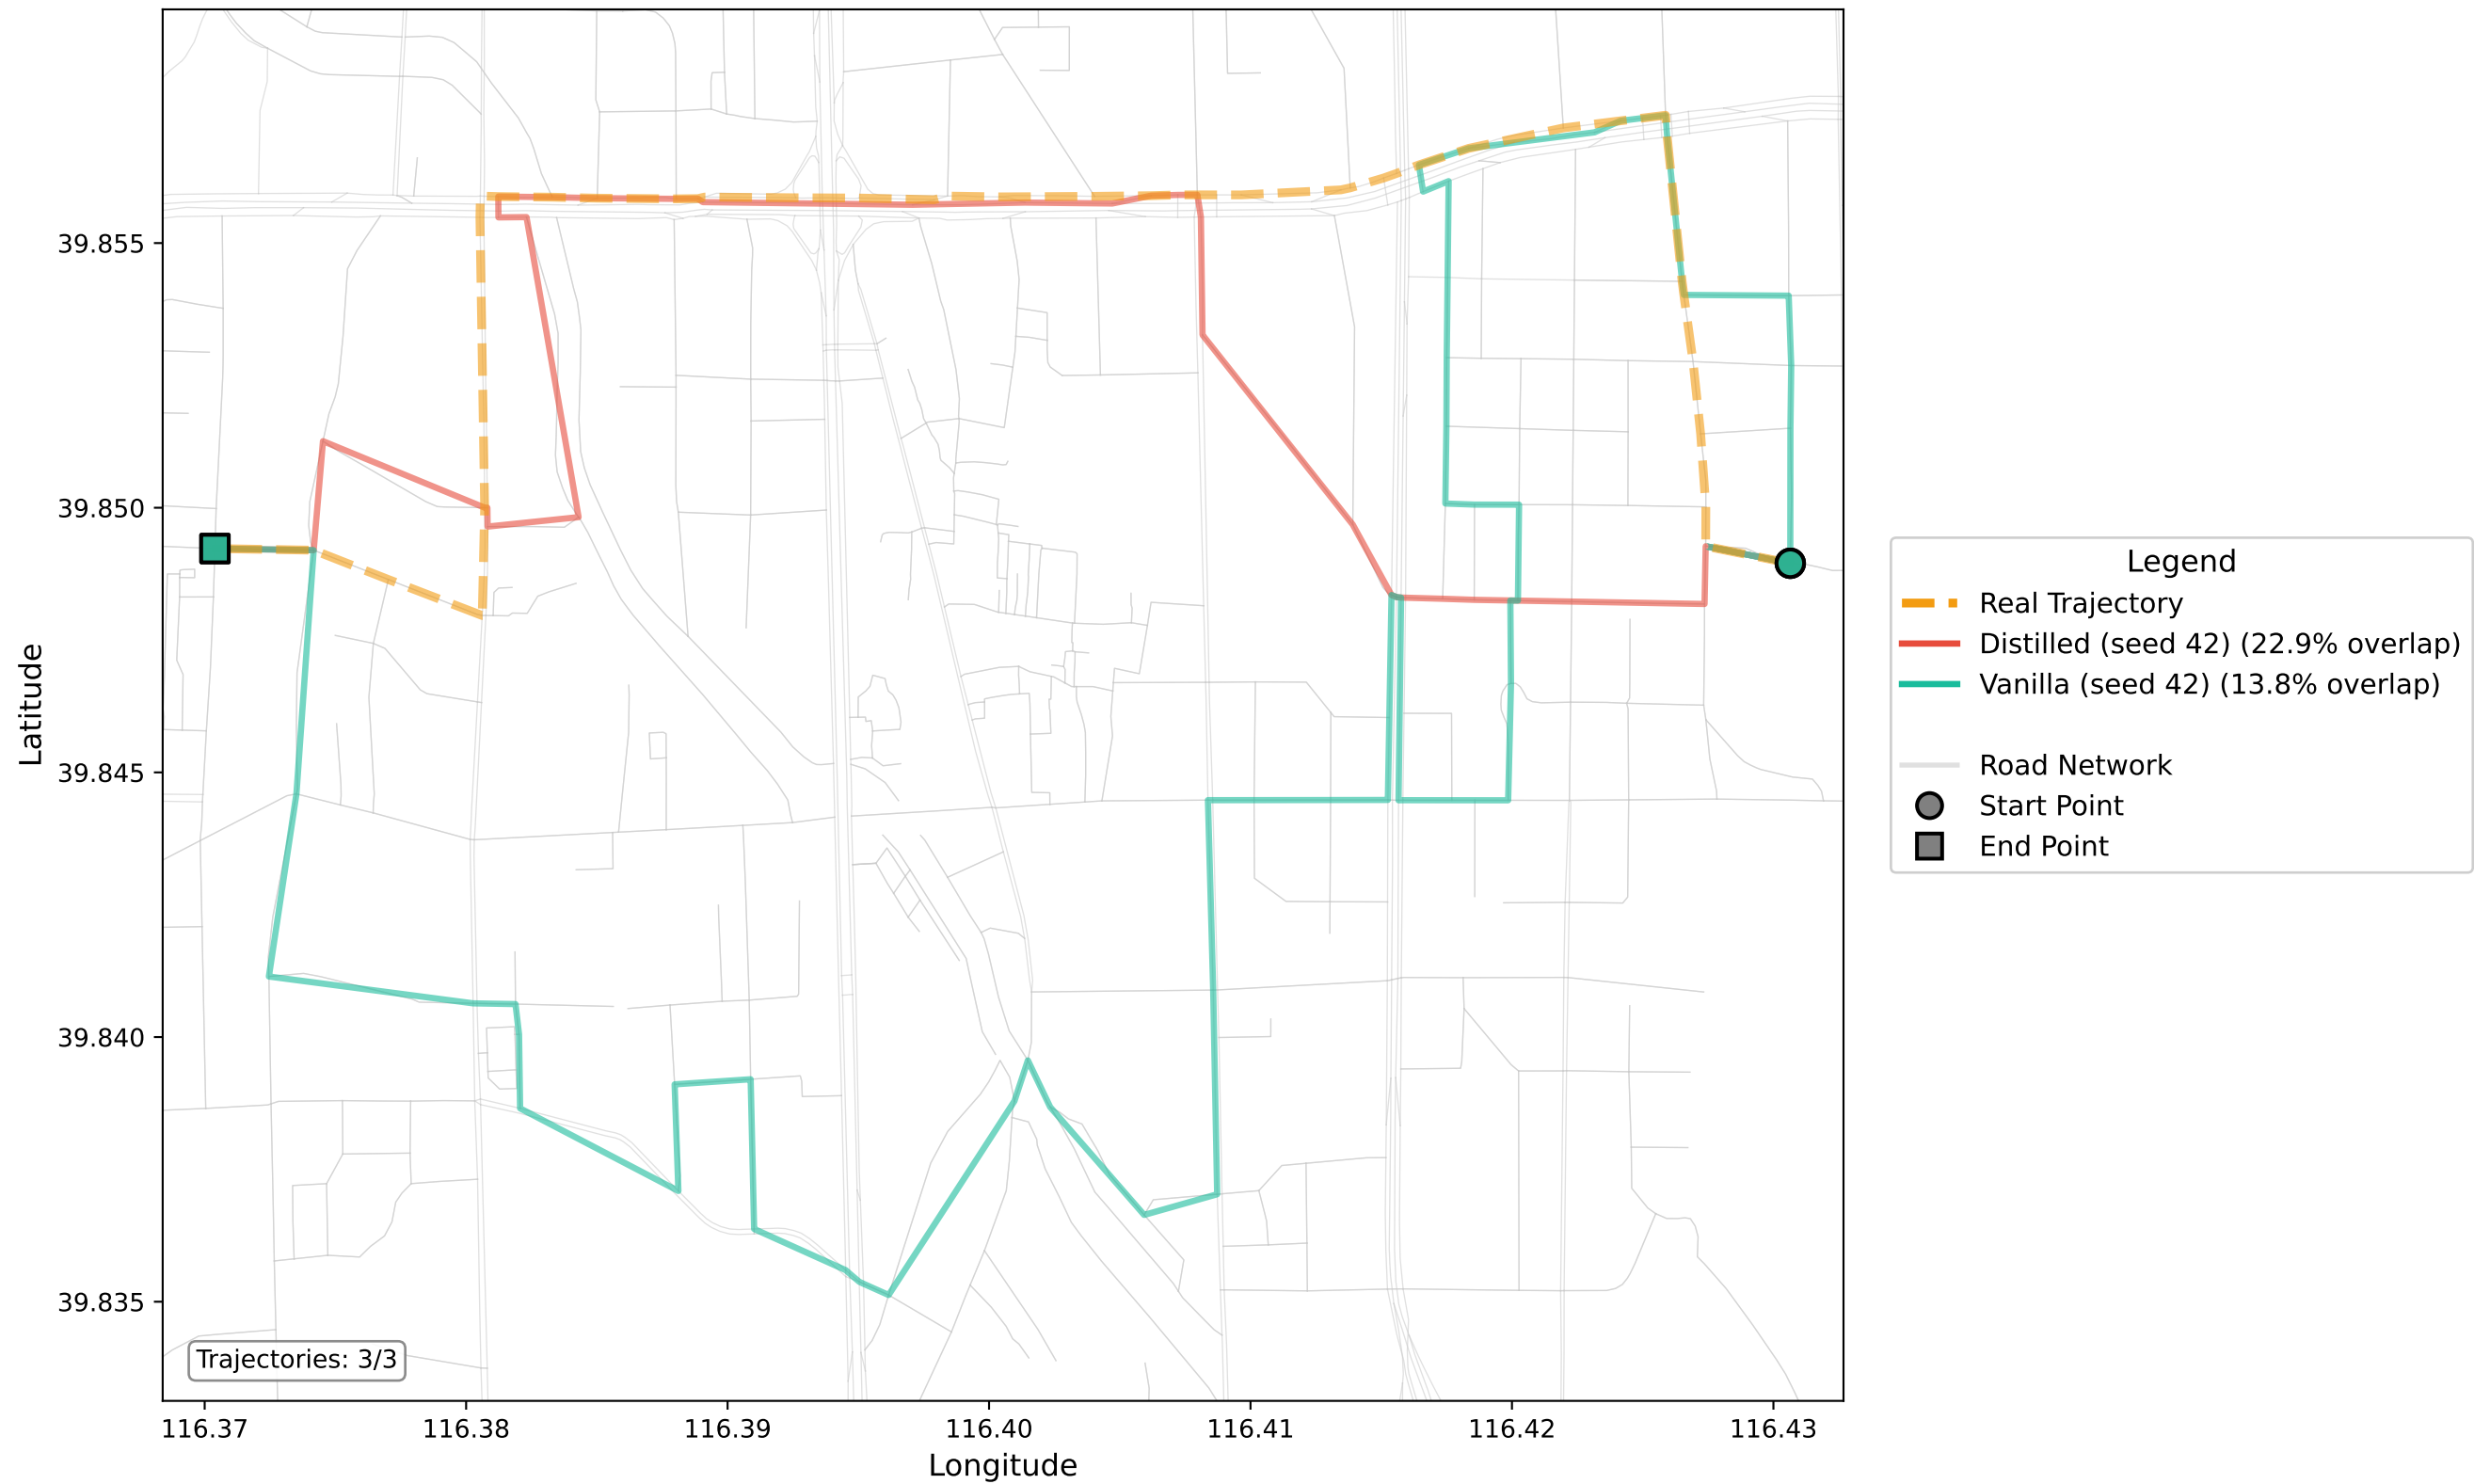 39.855
39.850
39.845
39.840
39.835
Latitude
116.37
116.38
116.39
116.40
116.41
116.42
116.43
Longitude
Trajectories: 3/3
Legend
Real Trajectory
Distilled (seed 42) (22.9% overlap)
Vanilla (seed 42) (13.8% overlap)
Road Network
Start Point
End Point